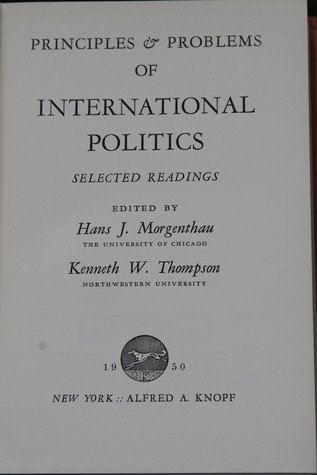 PRINCIPLES & PROBLEMS
OF
INTERNATIONAL
POLITICS
SELECTED READINGS
EDITED BY
Hans J. Morgenthau
THE UNIVERSITY OF CHICAGO
Kenneth W. Thompson
NORTHWESTERN UNIVERSITY
19 50
NEW YORK :: ALFRED A. KNOPF